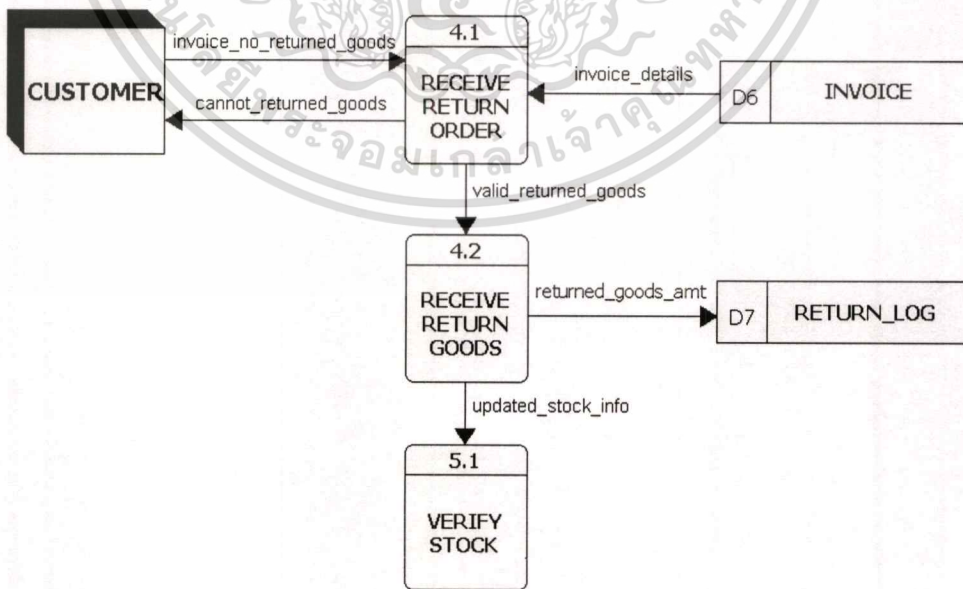 4.1
invoice_no_returned_goods
RECEIVE
RETURN
ORDER
invoice_details
D6
INVOICE
CUSTOMER
cannot_returned_goods
valid_returned_goods
4.2
RECEIVE
RETURN
GOODS
returned_goods_amt
D7
RETURN_LOG
updated_stock_info
5.1
VERIFY
STOCK